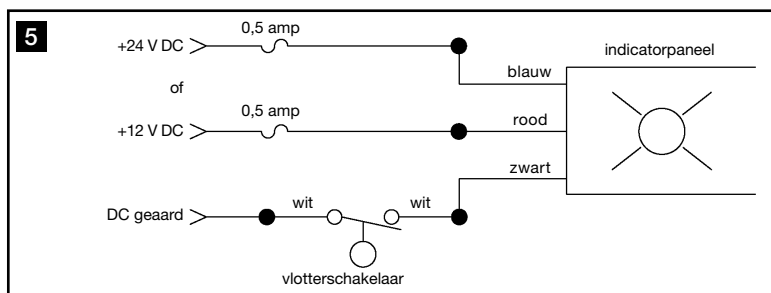 5
0,5 amp
+24 V DC
indicatorpaneel
blauw
of
0,5 amp
rood
+12 V DC
zwart
wit
wit
DC geaard
vlotterschakelaar